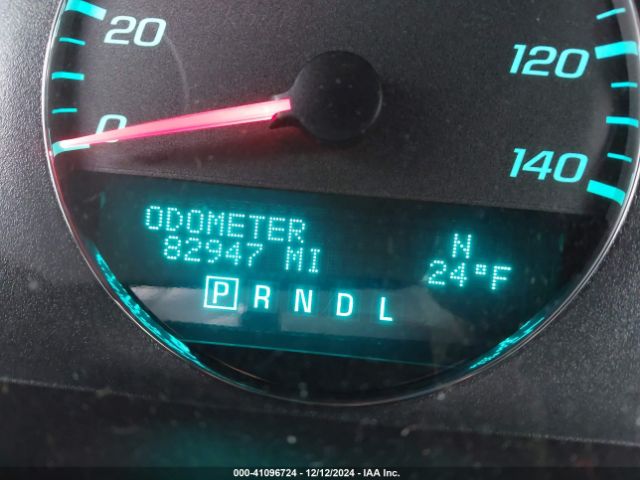 20
120
0
140
ODOMETER
82947 MI
N
24°F
P R N D L
000-41096724 - 12/12/2024 - IAA Inc.